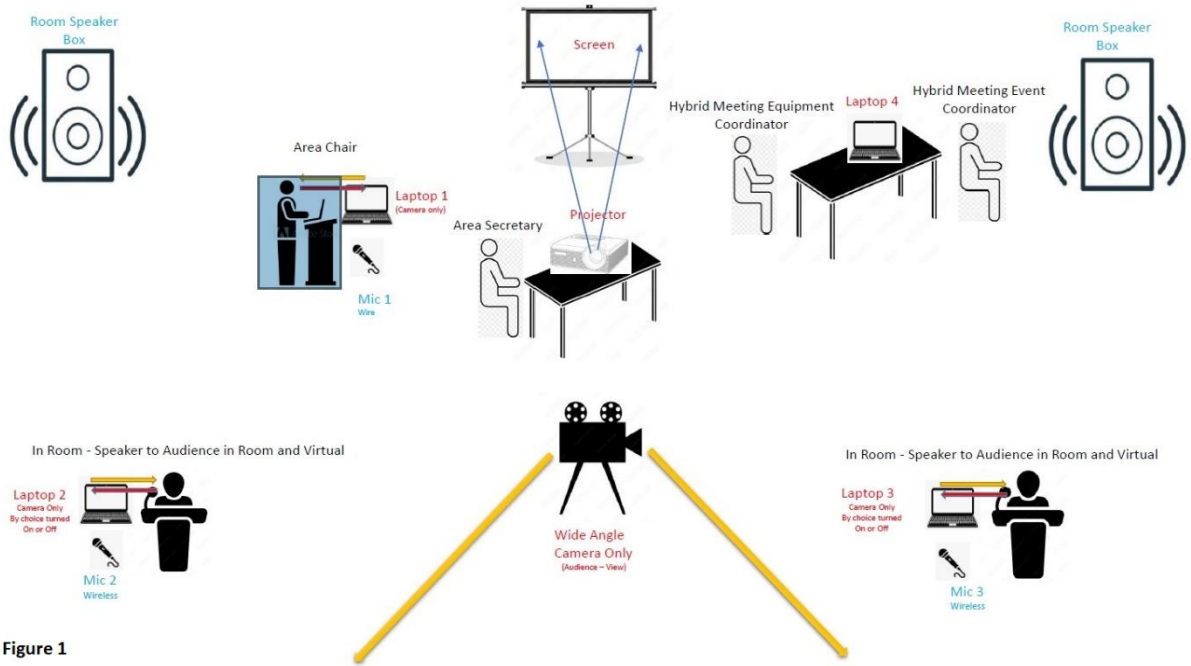 Room Speaker
Box
Screen
Room Speaker
Box
Hybrid Meeting Equipment
Coordinator
Laptop 4
Hybrid Meeting Event
Coordinator
Area Chair
Laptop 1
(Camera only)
Area Secretary
Projector
Mic 1
Wire
In Room - Speaker to Audience in Room and Virtual
Laptop 2
Camera Only
By choice turned
On or Off
Mic 2
Wireless
Wide Angle
Camera Only
(Audience – View)
In Room - Speaker to Audience in Room and Virtual
Laptop 3
Camera Only
By choice turned
On or Off
Mic 3
Wireless
Figure 1